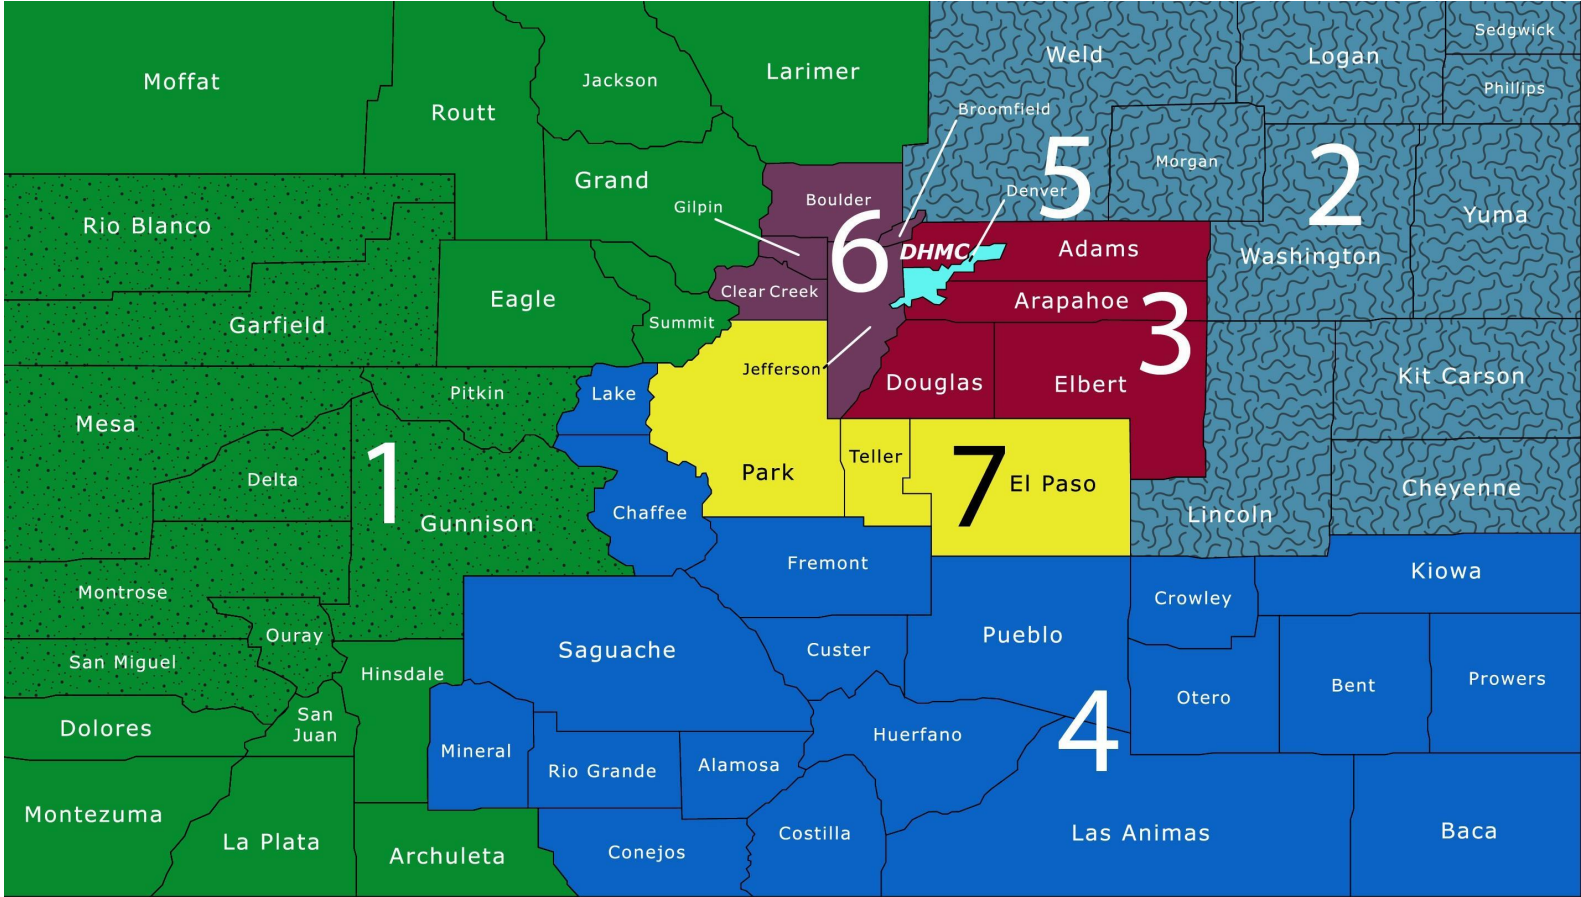 Moffat
Routt
Jackson
Larimer
Weld
Logan
Sedgwick
Phillips
Broomfield
Morgan
5
2
Denver
Grand
Gilpin
Boulder
Rio Blanco
Yuma
6
DHMC
Adams
Washington
Eagle
Clear Creek
Arapahoe
Garfield
Summit
3
Jefferson
Pitkin
Lake
Douglas
Elbert
Kit Carson
Mesa
Delta
1
Gunnison
Chaffee
Park
Teller
7
El Paso
Cheyenne
Lincoln
Fremont
Kiowa
Montrose
Crowley
Ouray
Saguache
Custer
Pueblo
San Miguel
Hinsdale
Otero
Bent
Prowers
Dolores
San
Juan
Mineral
Rio Grande
Alamosa
Huerfano
4
Montezuma
La Plata
Archuleta
Conejos
Costilla
Las Animas
Baca